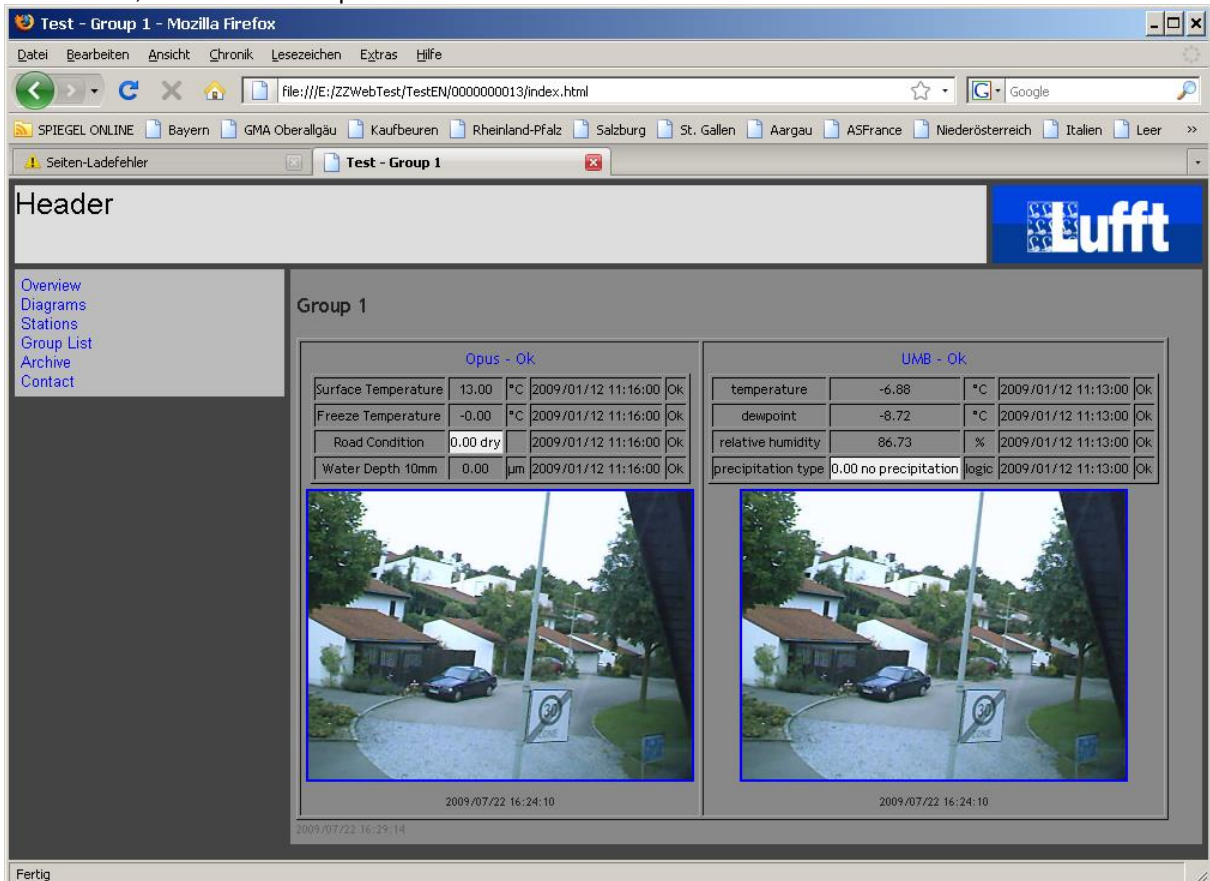 Test - Group 1 - Mozilla Firefox
Datei Bearbeiten Ansicht Chronik Lesezeichen Extras Hilfe
file:///E:/ZZWebTest/TestEN/0000000013/index.html
G Google
SPIEGEL ONLINE Bayern GMA Oberallgäu Kaufbeuren Rheinland-Pfalz Salzburg St. Gallen Aargau ASFrance Niederösterreich Italien Leer »
Seiten-Ladefehler Test - Group 1
Header
Lufft
Overview
Diagrams
Stations
Group List
Archive
Contact
Group 1
Opus - Ok
Surface Temperature 13.00 °C 2009/01/12 11:16:00 Ok
Freeze Temperature -0.00 °C 2009/01/12 11:16:00 Ok
Road Condition 0.00 dry 2009/01/12 11:16:00 Ok
Water Depth 10mm 0.00 µm 2009/01/12 11:16:00 Ok
30
ZONE
2009/07/22 16:24:10
UMB - Ok
temperature -6.88 °C 2009/01/12 11:13:00 Ok
dewpoint -8.72 °C 2009/01/12 11:13:00 Ok
relative humidity 86.73 % 2009/01/12 11:13:00 Ok
precipitation type 0.00 no precipitation logic 2009/01/12 11:13:00 Ok
30
ZONE
2009/07/22 16:24:10
2009/07/22 16:29:14
Fertig